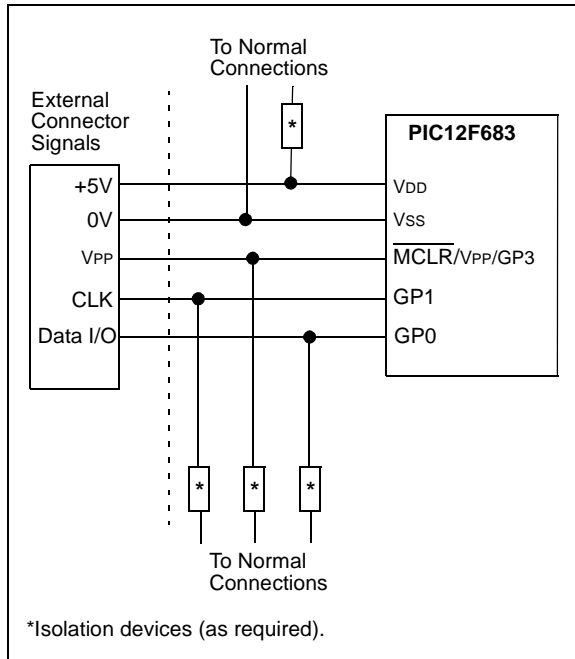 To Normal
Connections
External
Connector
Signals
PIC12F683
+5V
VDD
0V
VSS
VPP
MCLR/VPP/GP3
CLK
GP1
Data I/O
GP0
*
*
*
*
To Normal
Connections
*Isolation devices (as required).